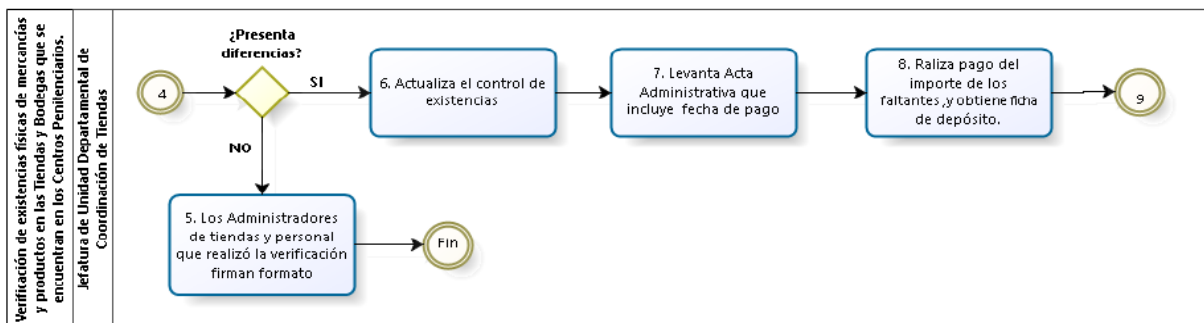 Verificación de existencias físicas de mercancías
y productos en las Tiendas y Bodegas que se
encuentran en los Centros Penitenciarios.
Jefatura de Unidad Departamental de
Coordinación de Tiendas
¿Presenta
diferencias?
4
SI
6. Actualiza el control de
existencias
7. Levanta Acta
Administrativa que
incluye fecha de pago
8. Raliza pago del
importe de los
faltantes ,y obtiene ficha
de depósito.
9
NO
5. Los Administradores
de tiendas y personal
que realizó la verificación
firman formato
Fin